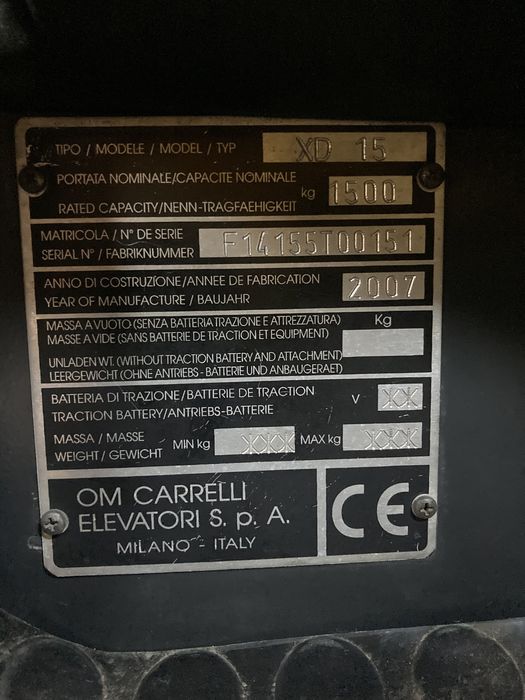 TIPO / MODELE / MODEL / TYP XD 15
PORTATA NOMINALE/CAPACITE NOMINALE
RATED CAPACITY/NENN-TRAGFAEHIGKEIT kg 1500
MATRICOLA / N° DE SERIE
SERIAL N° / FABRIKNUMMER F14155T00151
ANNO DI COSTRUZIONE/ANNEE DE FABRICATION
YEAR OF MANUFACTURE / BAUJAHR 2007
MASSA A VUOTO (SENZA BATTERIA TRAZIONE E ATTREZZATURA) Kg
MASSE A VIDE (SANS BATTERIE DE TRACTION ET EQUIPEMENT)
UNLADEN WT. (WITHOUT TRACTION BATTERY AND ATTACHMENT)
LEERGEWICHT (OHNE ANTRIEBS - BATTERIE UND ANBAUGERAET)
BATTERIA DI TRAZIONE/BATTERIE DE TRACTION V XX
TRACTION BATTERY/ANTRIEBS-BATTERIE
MASSA / MASSE
WEIGHT / GEWICHT MIN kg XXX MAX kg XXX
OM CARRELLI
ELEVATORI S. p. A.
MILANO - ITALY
CE